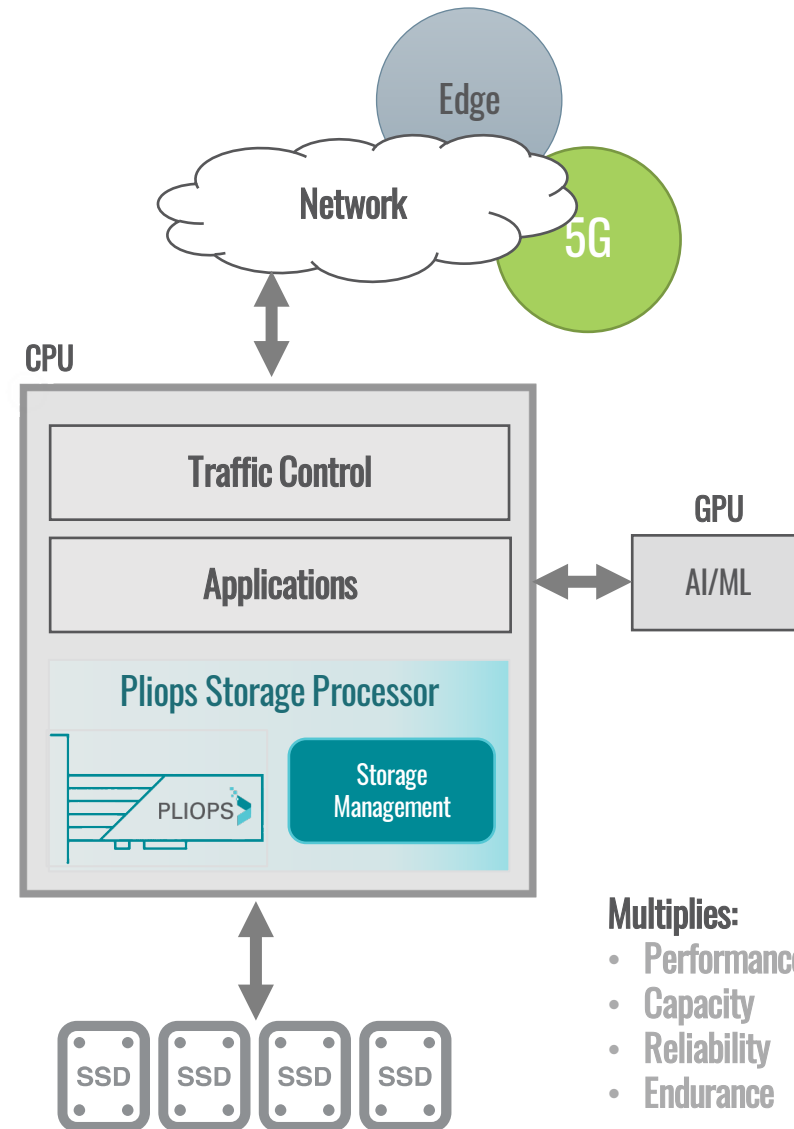 Edge
Network
5G
CPU
Traffic Control
GPU
Applications
AI/ML
Pliops Storage Processor
Storage
Management
PLIOPS
Multiplies:
• Performance
• Capacity
• Reliability
• Endurance
SSD
SSD
SSD
SSD